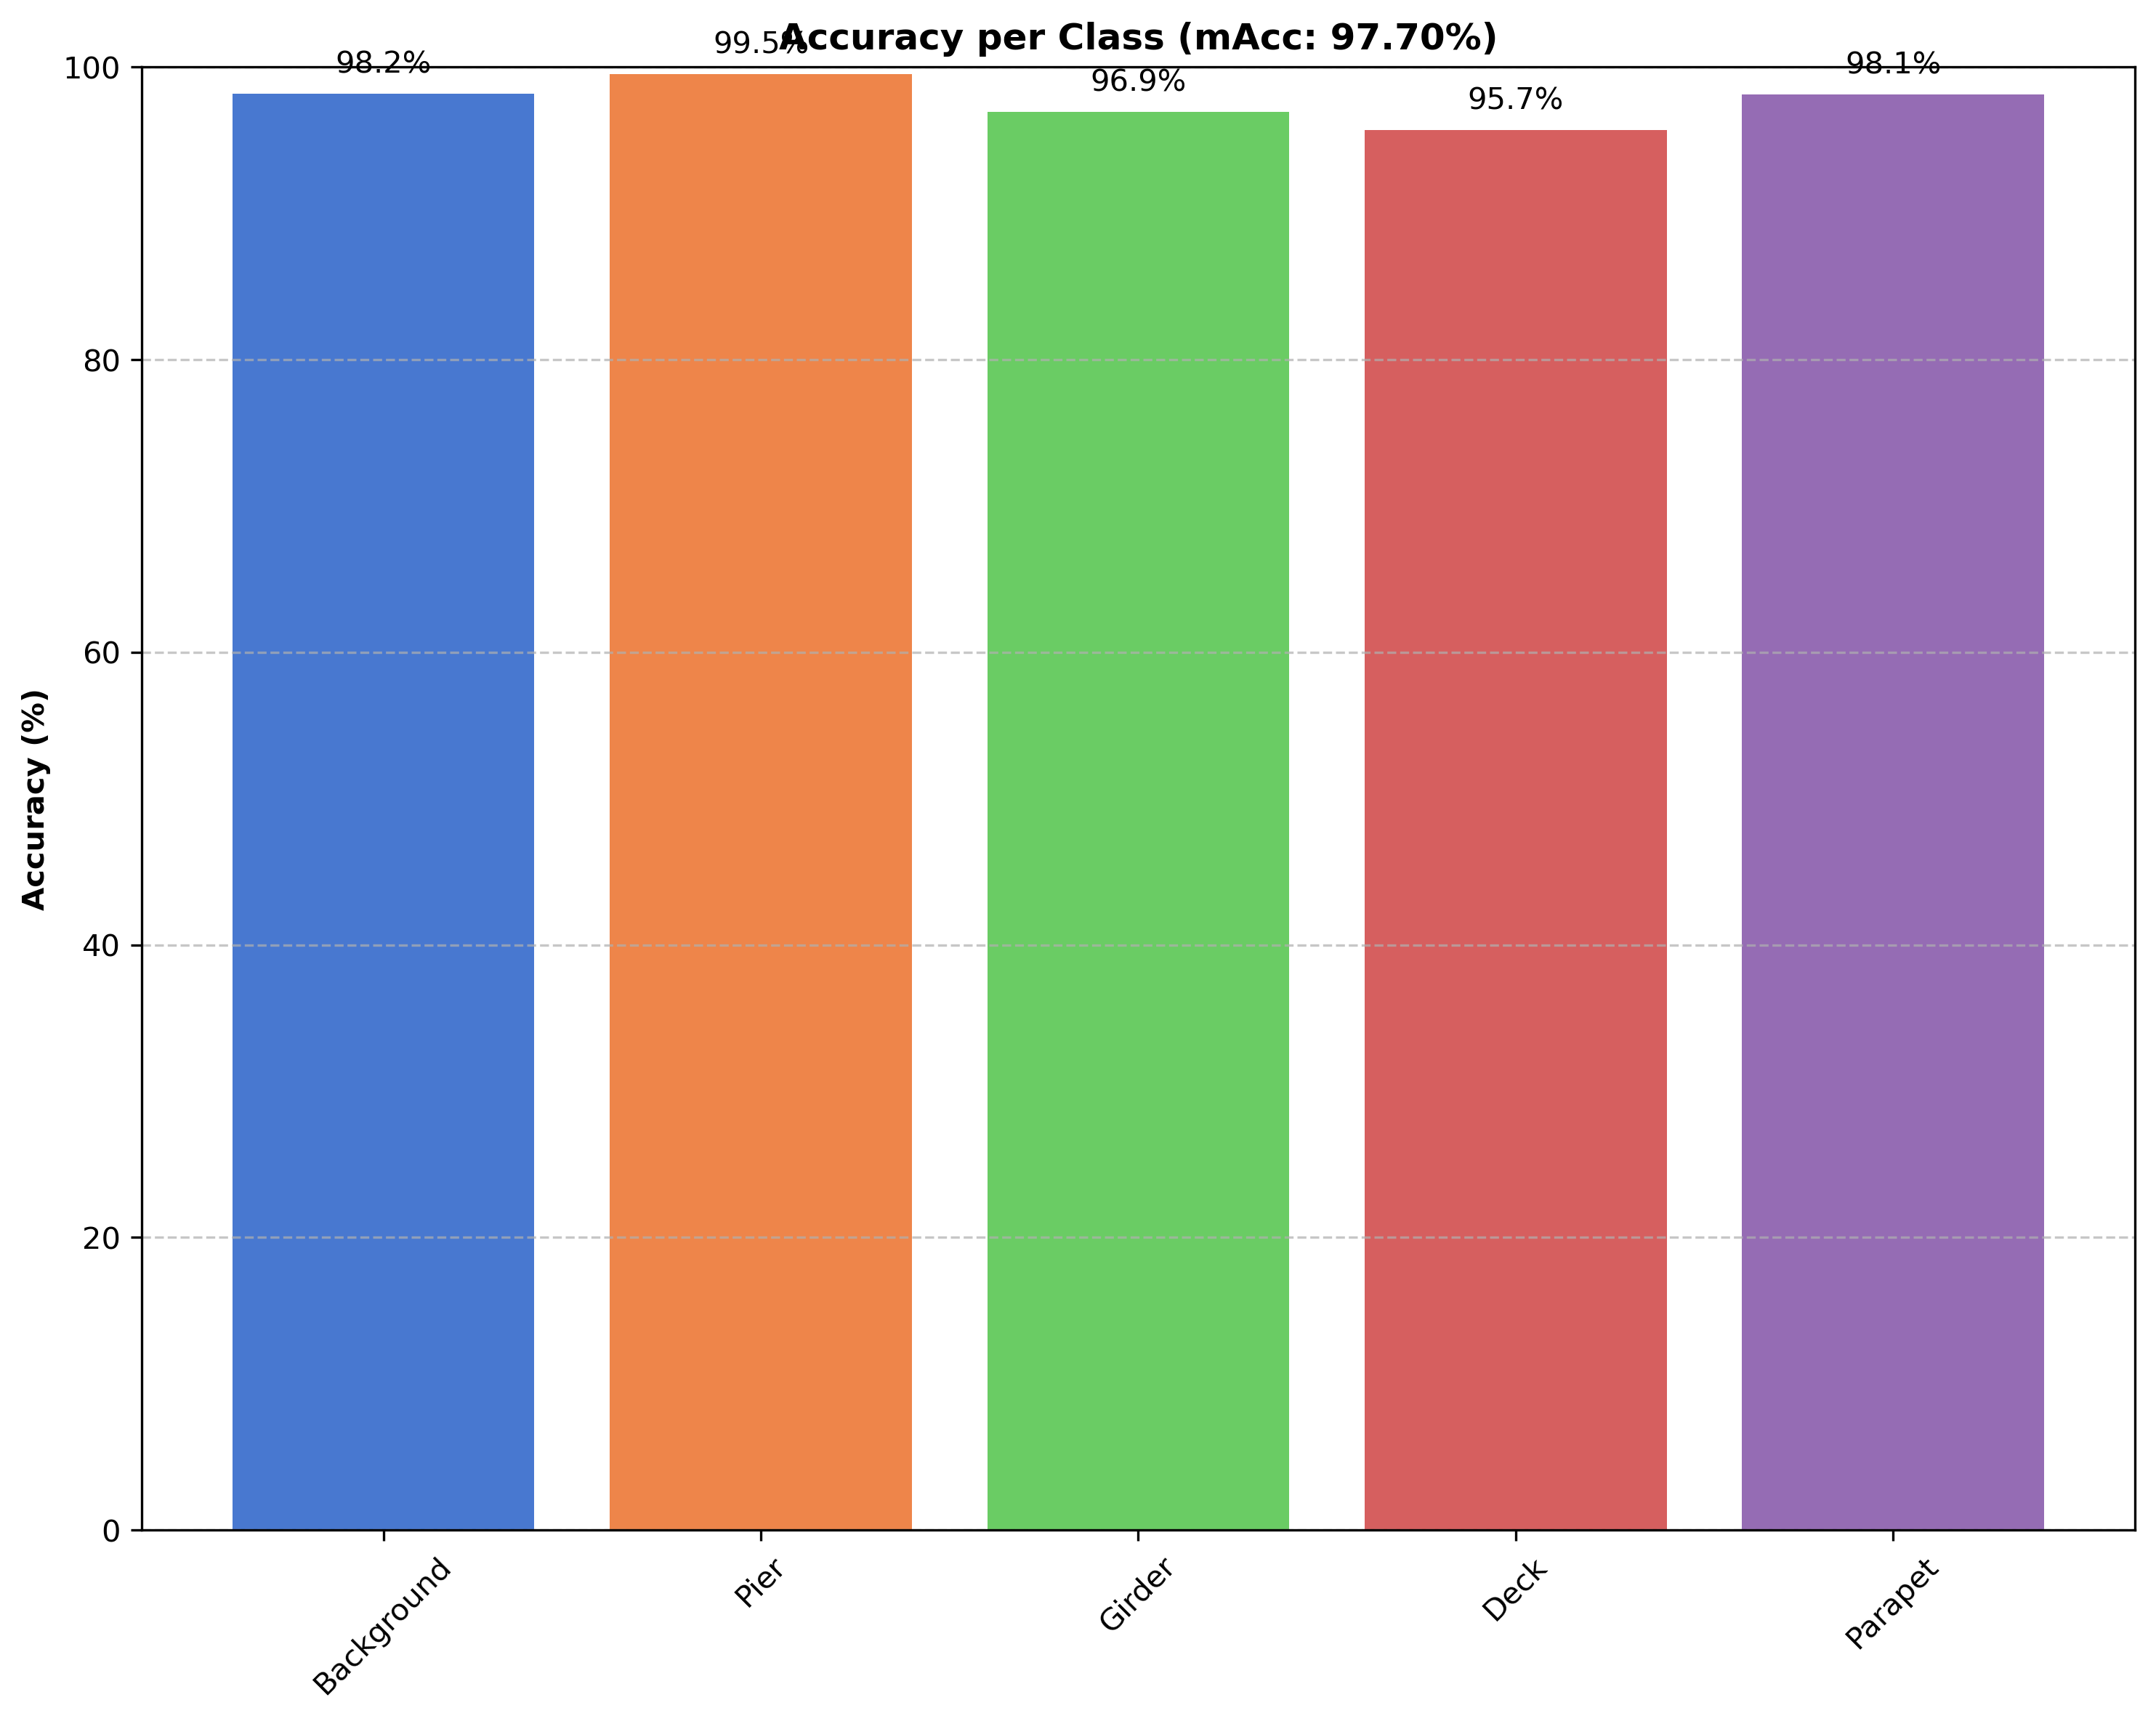 Accuracy per Class (mAcc: 97.70%)
98.2%
99.5%
96.9%
95.7%
98.1%
100
80
60
40
20
0
Accuracy (%)
Background
Pier
Girder
Deck
Parapet